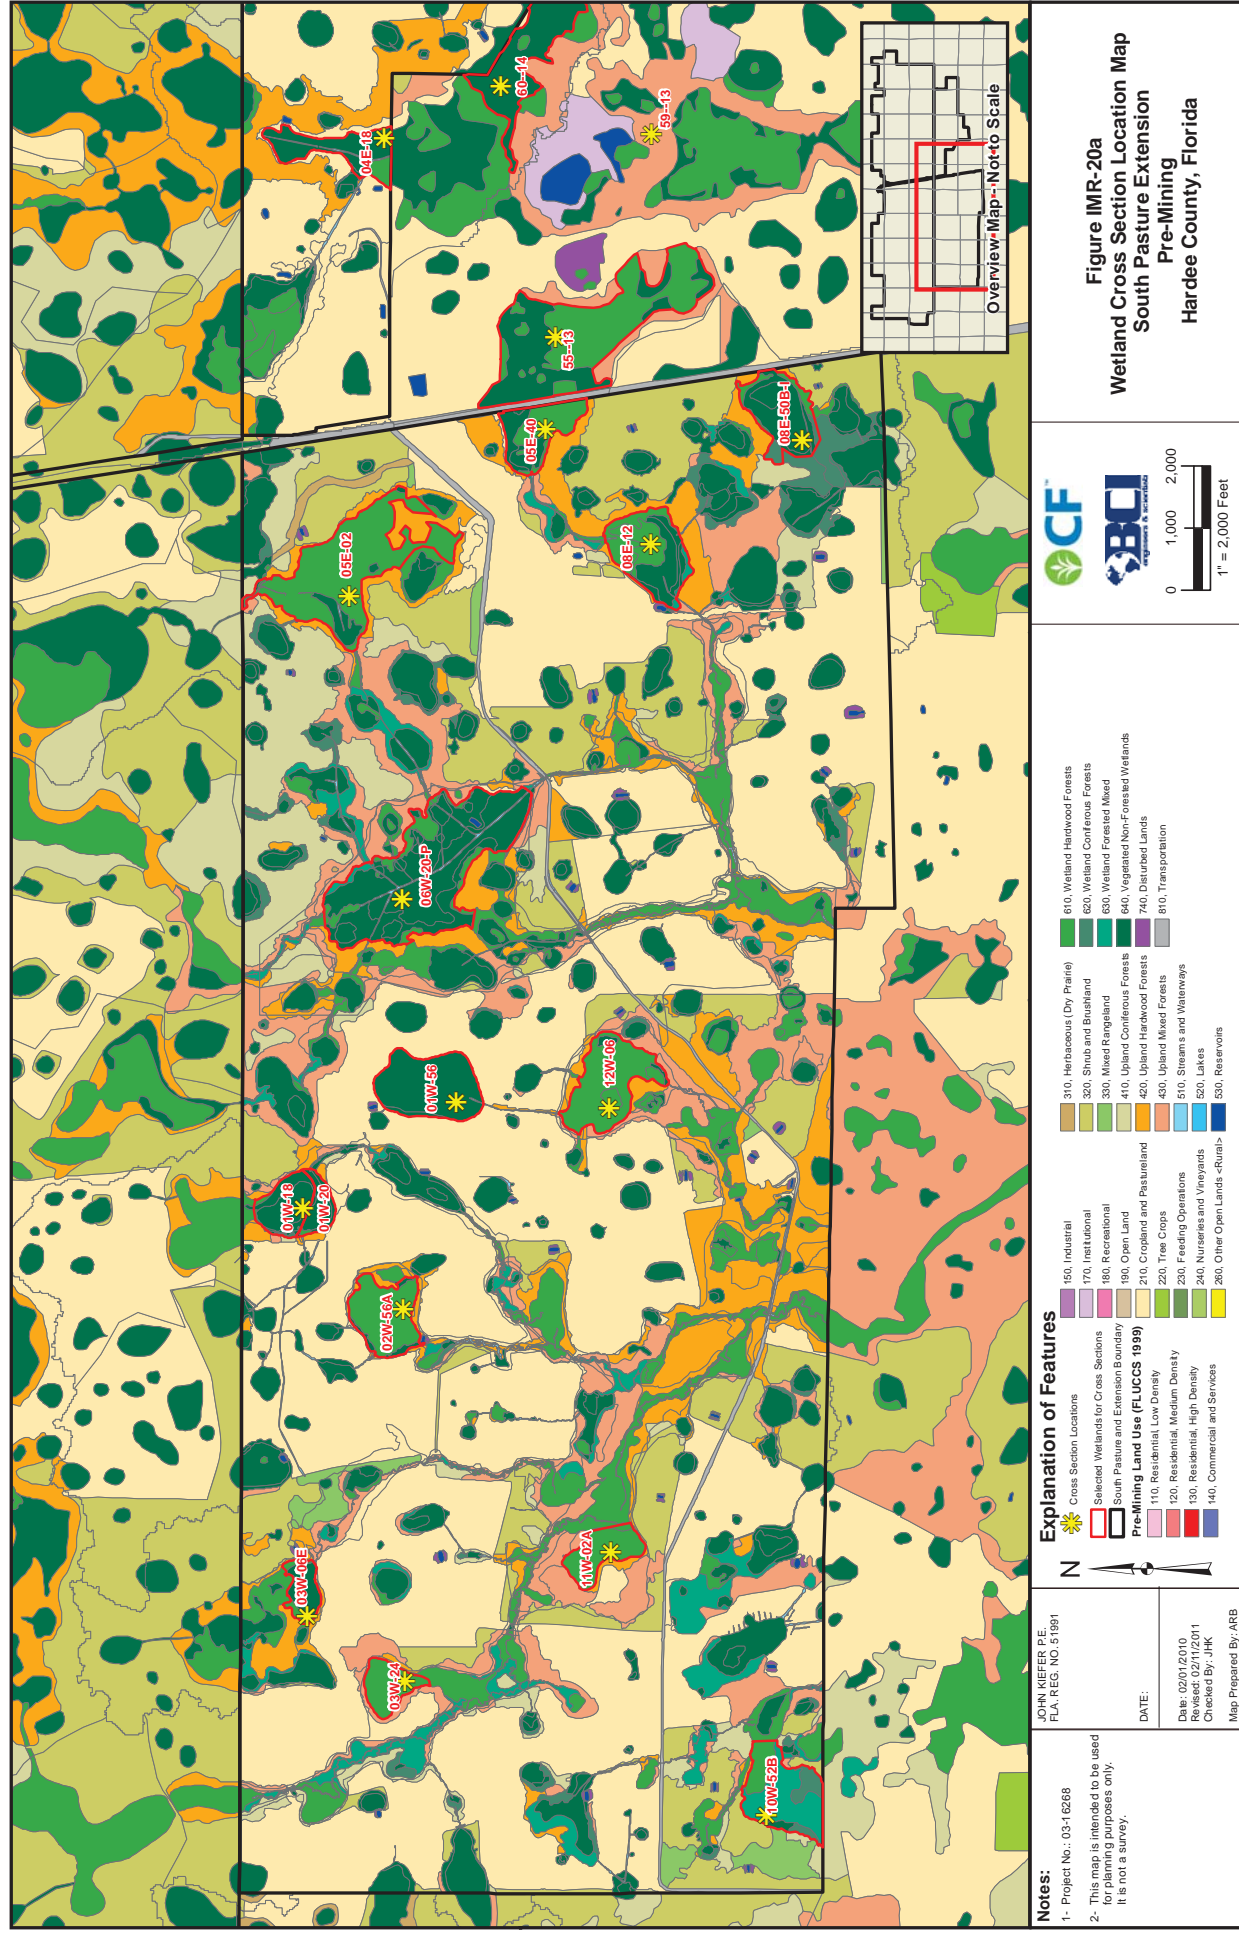 Figure IMR-20a
Wetland Cross Section Location Map
South Pasture Extension
Pre-Mining
Hardee County, Florida
Overview Map - Not to Scale
60--14
04E-18
59--13
55--13
05E-40
08E-50B-I
05E-02
08E-12
06W-20-P
01W-56
12W-06
01W-18
01W-20
02W-56A
03W-06E
11W-02A
03W-24
10W-52B
CF
BCI
engineers & scientists
0 1,000 2,000
1" = 2,000 Feet
Explanation of Features
Cross Section Locations
Selected Wetlands for Cross Sections
South Pasture and Extension Boundary
Pre-Mining Land Use (FLUCCS 1999)
110, Residential, Low Density
120, Residential, Medium Density
130, Residential, High Density
140, Commercial and Services
150, Industrial
170, Institutional
180, Recreational
190, Open Land
210, Cropland and Pastureland
220, Tree Crops
230, Feeding Operations
240, Nurseries and Vineyards
260, Other Open Lands <Rural>
310, Herbaceous (Dry Prairie)
320, Shrub and Brushland
330, Mixed Rangeland
410, Upland Coniferous Forests
420, Upland Hardwood Forests
430, Upland Mixed Forests
510, Streams and Waterways
520, Lakes
530, Reservoirs
610, Wetland Hardwood Forests
620, Wetland Coniferous Forests
630, Wetland Forested Mixed
640, Vegetated Non-Forested Wetlands
740, Disturbed Lands
810, Transportation
N
JOHN KIEFER P.E.
FLA. REG. NO. 51991
DATE:
Date: 02/01/2010
Revised: 02/11/2011
Checked By: JHK
Map Prepared By: ARB
Notes:
1- Project No.: 03-16268
2- This map is intended to be used
for planning purposes only.
It is not a survey.